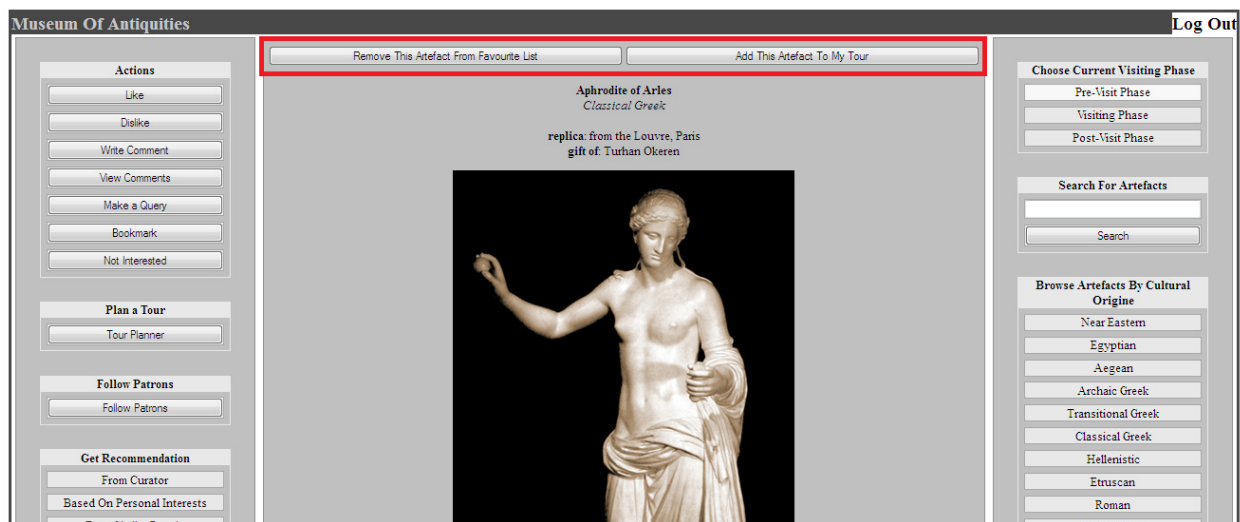 Museum Of Antiquities
Log Out
Actions
Like
Dislike
Write Comment
View Comments
Make a Query
Bookmark
Not Interested
Plan a Tour
Tour Planner
Follow Patrons
Follow Patrons
Get Recommendation
From Curator
Based On Personal Interests
Remove This Artefact From Favourite List
Add This Artefact To My Tour
Aphrodite of Arles
Classical Greek
replica: from the Louvre, Paris
gift of: Turhan Okeren
Choose Current Visiting Phase
Pre-Visit Phase
Visiting Phase
Post-Visit Phase
Search For Artefacts
Search
Browse Artefacts By Cultural
Origine
Near Eastern
Egyptian
Aegean
Archaic Greek
Transitional Greek
Classical Greek
Hellenistic
Etruscan
Roman